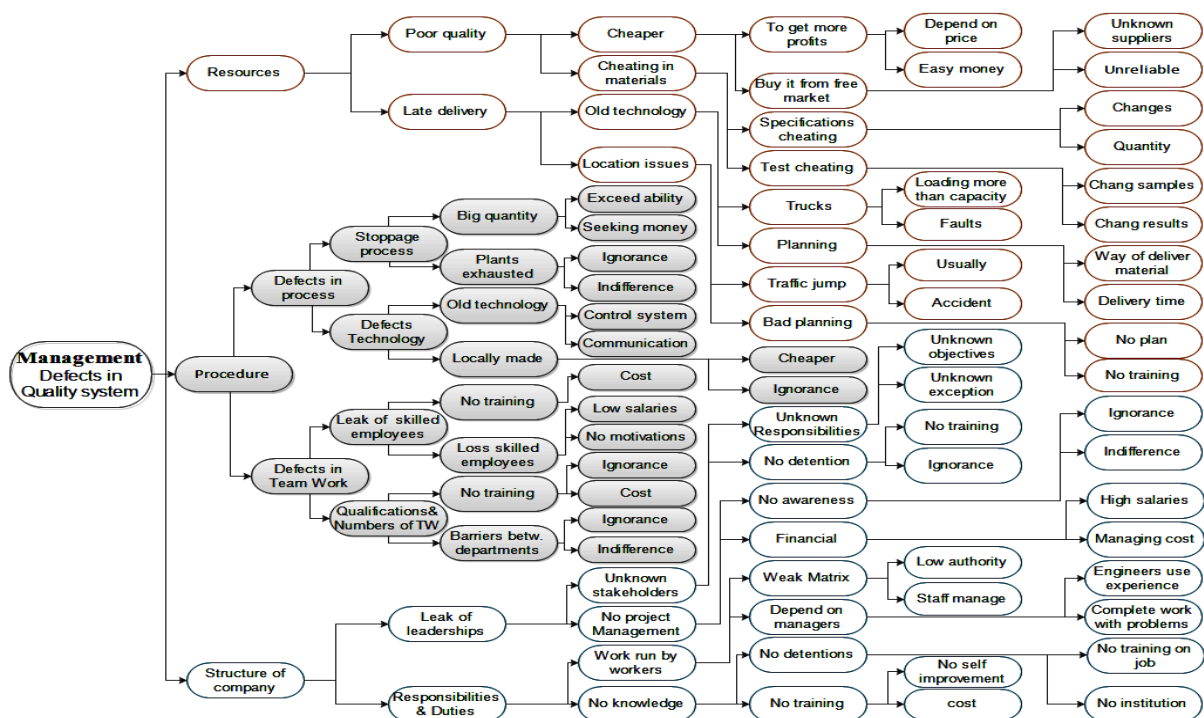 Management
Defects in
Quality system
Resources
Procedure
Structure of
company
Poor quality
Late delivery
Defects in
process
Defects in
Team Work
Stoppage
process
Defects
Technology
Leak of skilled
employees
Qualifications&
Numbers of TW
Leak of
leaderships
Responsibilities
& Duties
Big quantity
Plants
exhausted
Old technology
Locally made
No training
Loss skilled
employees
No training
Barriers betw.
departments
Cheaper
Cheating in
materials
Old technology
Location issues
Exceed ability
Seeking money
Ignorance
Indifference
Control system
Communication
Cost
Low salaries
No motivations
Ignorance
Cost
Ignorance
Indifference
Unknown
stakeholders
No project
Management
Work run by
workers
No knowledge
To get more
profits
Buy it from free
market
Specifications
cheating
Test cheating
Trucks
Planning
Traffic jump
Bad planning
Cheaper
Ignorance
Unknown
Responsibilities
No detention
No awareness
Financial
Weak Matrix
Depend on
managers
No detentions
No training
Depend on
price
Easy money
Loading more
than capacity
Faults
Usually
Accident
Unknown
objectives
Unknown
exception
No training
Ignorance
Low authority
Staff manage
No self
improvement
cost
Unknown
suppliers
Unreliable
Changes
Quantity
Chang samples
Chang results
Way of deliver
material
Delivery time
No plan
No training
Ignorance
Indifference
High salaries
Managing cost
Engineers use
experience
Complete work
with problems
No training on
job
No institution